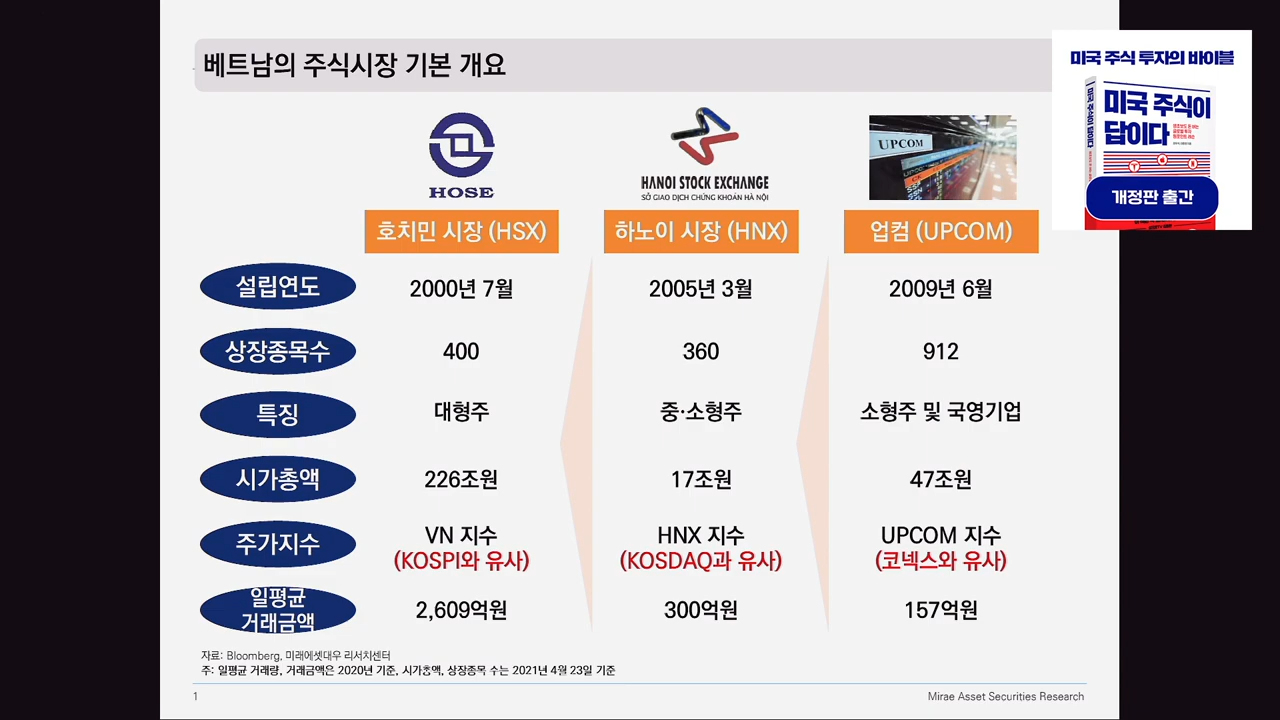 베트남의 주식시장 기본 개요
미국 주식 투자의 바이블
미국 주식이 답이다
미국 주식이
답이다
개정판 출간
HOSE
HANOI STOCK EXCHANGE
SỞ GIAO DỊCH CHỨNG KHOÁN HÀ NỘI
UPCOM
호치민 시장 (HSX)
하노이 시장 (HNX)
업컴 (UPCOM)
설립연도
2000년 7월
2005년 3월
2009년 6월
상장종목수
400
360
912
특징
대형주
중·소형주
소형주 및 국영기업
시가총액
226조원
17조원
47조원
주가지수
VN 지수
(KOSPI와 유사)
HNX 지수
(KOSDAQ과 유사)
UPCOM 지수
(코넥스와 유사)
일평균
거래금액
2,609억원
300억원
157억원
자료: Bloomberg, 미래에셋대우 리서치센터
주: 일평균 거래량, 거래금액은 2020년 기준, 시가총액, 상장종목 수는 2021년 4월 23일 기준
1
Mirae Asset Securities Research